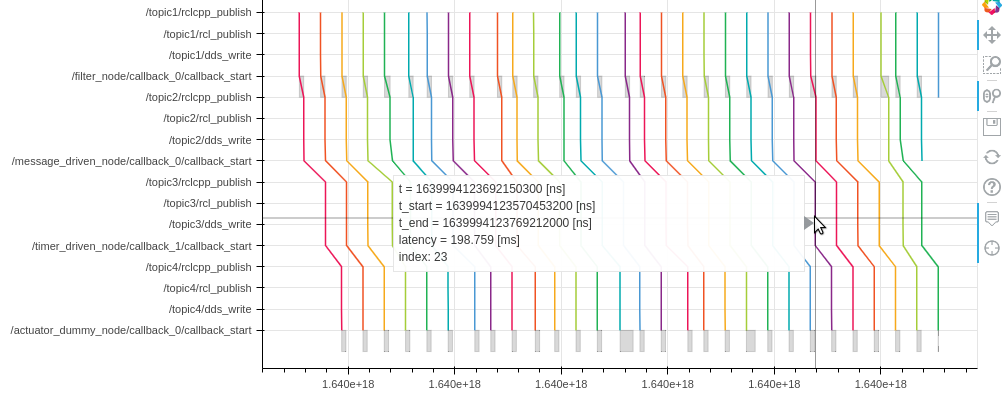 /topic1/rclcpp_publish
/topic1/rcl_publish
/topic1/dds_write
/filter_node/callback_0/callback_start
/topic2/rclcpp_publish
/topic2/rcl_publish
/topic2/dds_write
/message_driven_node/callback_0/callback_start
/topic3/rclcpp_publish
/topic3/rcl_publish
/topic3/dds_write
/timer_driven_node/callback_1/callback_start
/topic4/rclcpp_publish
/topic4/rcl_publish
/topic4/dds_write
/actuator_dummy_node/callback_0/callback_start
t = 1639994123692150300 [ns]
t_start = 1639994123570453200 [ns]
t_end = 1639994123769212000 [ns]
latency = 198.759 [ms]
index: 23
1.640e+18 1.640e+18 1.640e+18 1.640e+18 1.640e+18 1.640e+18